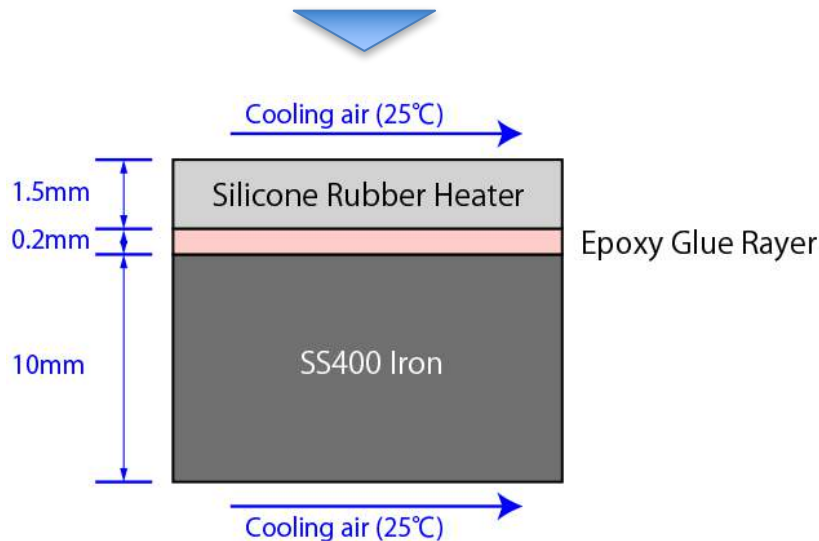 Cooling air (25℃)
1.5mm
Silicone Rubber Heater
0.2mm
Epoxy Glue Rayer
10mm
SS400 Iron
Cooling air (25℃)